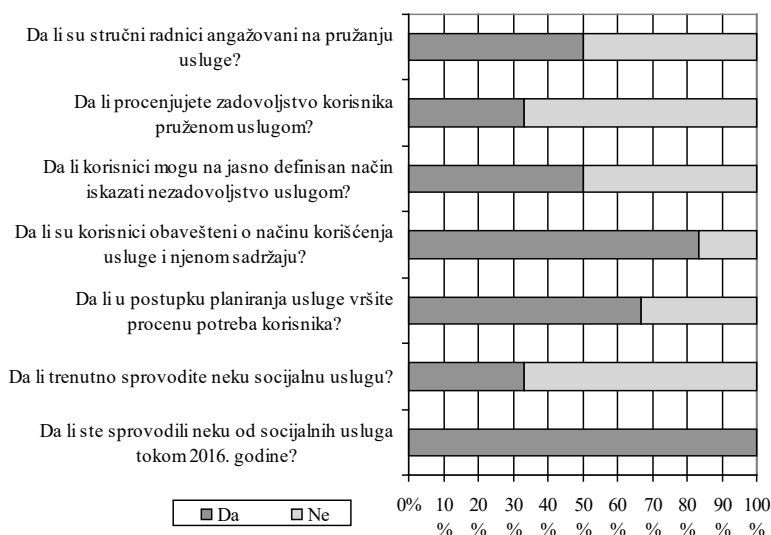 Da li su stručni radnici angažovani na pružanju
usluge?
Da li procenjujete zadovoljstvo korisnika
pruženom uslugom?
Da li korisnici mogu na jasno definisan način
iskazati nezadovoljstvo uslugom?
Da li su korisnici obavešteni o načinu korišćenja
usluge i njenom sadržaju?
Da li u postupku planiranja usluge vršite
procenu potreba korisnika?
Da li trenutno sprovodite neku socijalnu uslugu?
Da li ste sprovodili neku od socijalnih usluga
tokom 2016. godine?
0% 10 20 30 40 50 60 70 80 90 100
% % % % % % % % % %
Da Ne